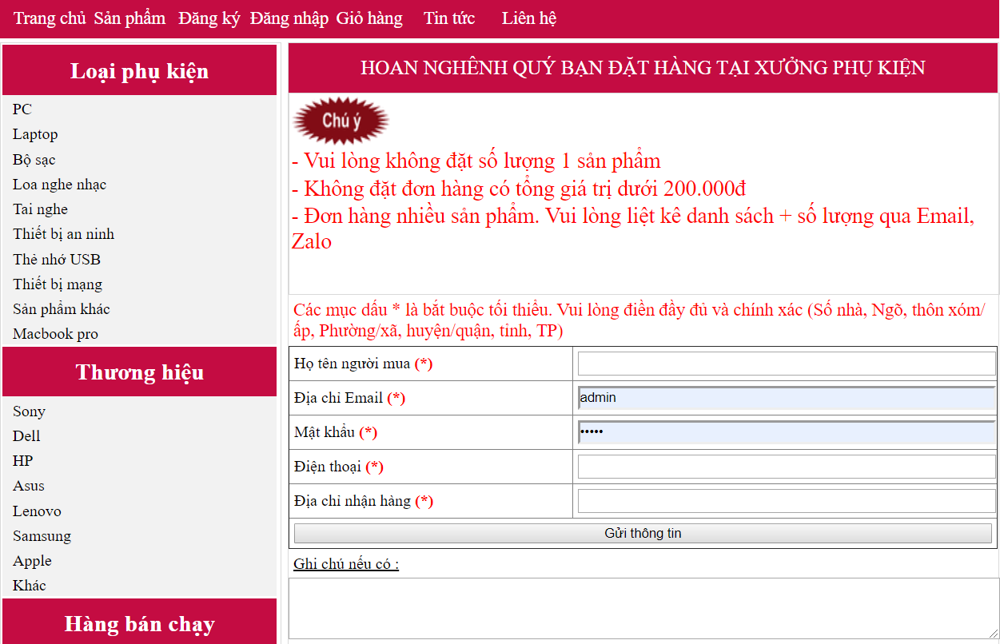 Trang chủ Sản phẩm Đăng ký Đăng nhập Giỏ hàng Tin tức Liên hệ
Loại phụ kiện
PC
Laptop
Bộ sạc
Loa nghe nhạc
Tai nghe
Thiết bị an ninh
Thẻ nhớ USB
Thiết bị mạng
Sản phẩm khác
Macbook pro
Thương hiệu
Sony
Dell
HP
Asus
Lenovo
Samsung
Apple
Khác
Hàng bán chạy
HOAN NGHÊNH QUÝ BẠN ĐẶT HÀNG TẠI XƯỞNG PHỤ KIỆN
Chú ý
- Vui lòng không đặt số lượng 1 sản phẩm
- Không đặt đơn hàng có tổng giá trị dưới 200.000đ
- Đơn hàng nhiều sản phẩm. Vui lòng liệt kê danh sách + số lượng qua Email,
Zalo
Các mục dấu * là bắt buộc tối thiểu. Vui lòng điền đầy đủ và chính xác (Số nhà, Ngõ, thôn xóm/
ấp, Phường/xã, huyện/quận, tỉnh, TP)
Họ tên người mua (*)
Địa chỉ Email (*) admin
Mật khẩu (*) •••••
Điện thoại (*)
Địa chỉ nhận hàng (*)
Gửi thông tin
Ghi chú nếu có :